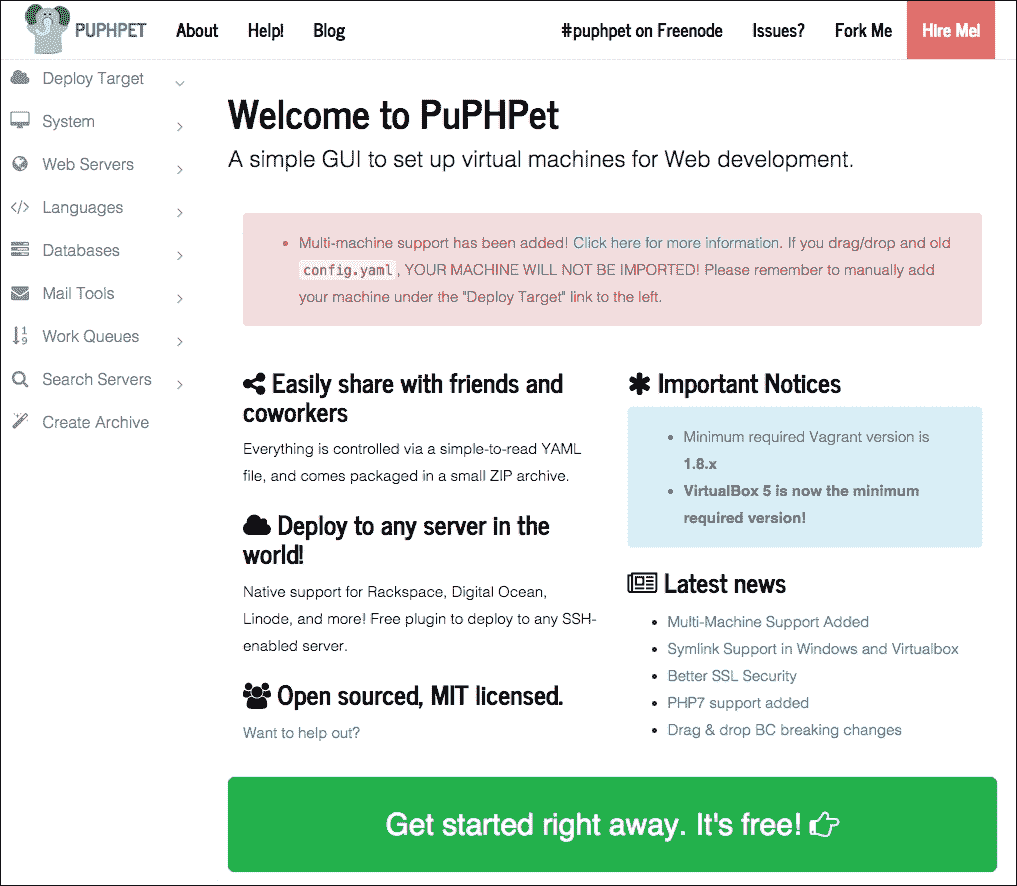 PUPHPET
About
Help!
Blog
#puphpet on Freenode
Issues?
Fork Me
Hire Me!
Deploy Target
System
Web Servers
Languages
Databases
Mail Tools
Work Queues
Search Servers
Create Archive
Welcome to PuPHPet
A simple GUI to set up virtual machines for Web development.
Multi-machine support has been added! Click here for more information. If you drag/drop and old
config.yaml, YOUR MACHINE WILL NOT BE IMPORTED! Please remember to manually add
your machine under the "Deploy Target" link to the left.
Easily share with friends and
coworkers
Everything is controlled via a simple-to-read YAML
file, and comes packaged in a small ZIP archive.
Deploy to any server in the
world!
Native support for Rackspace, Digital Ocean,
Linode, and more! Free plugin to deploy to any SSH-
enabled server.
Open sourced, MIT licensed.
Want to help out?
Important Notices
Minimum required Vagrant version is
1.8.x
VirtualBox 5 is now the minimum
required version!
Latest news
Multi-Machine Support Added
Symlink Support in Windows and Virtualbox
Better SSL Security
PHP7 support added
Drag & drop BC breaking changes
Get started right away. It's free!